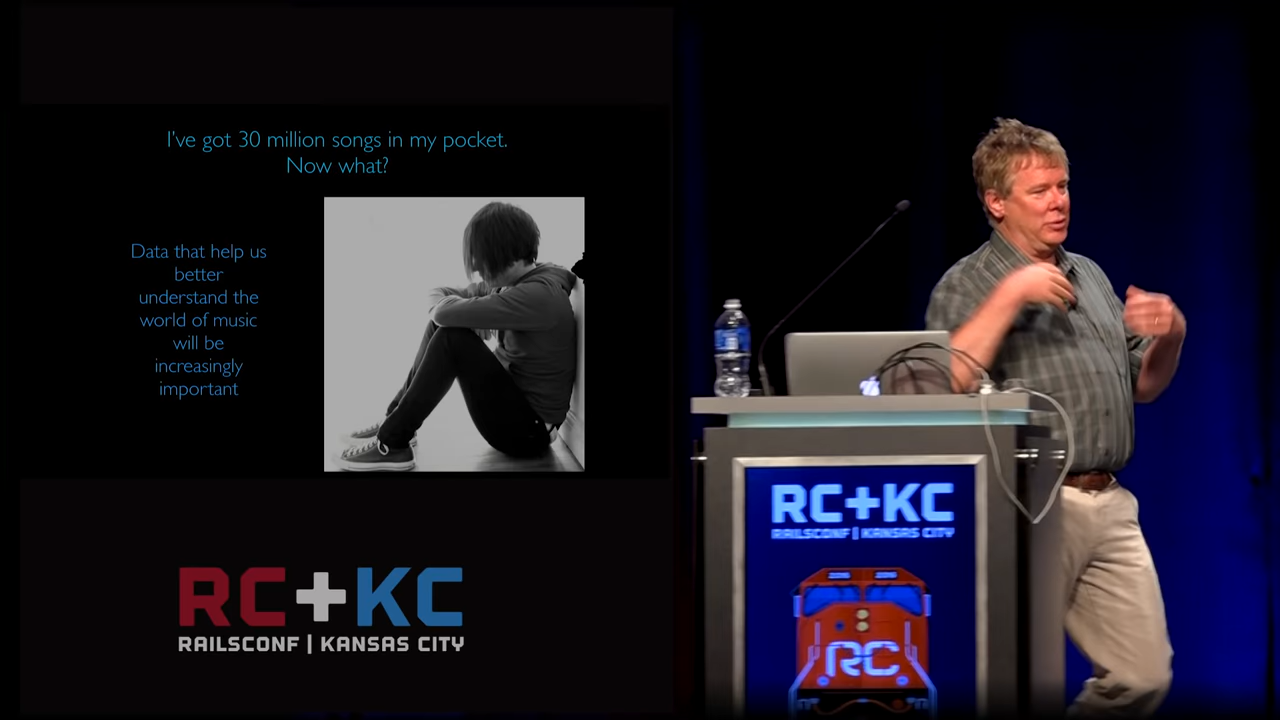 I've got 30 million songs in my pocket.
Now what?
Data that help us
better
understand the
world of music
will be
increasingly
important
RC+KC
RAILSCONF | KANSAS CITY
RC+KC
RAILSCONF | KANSAS CITY
RC